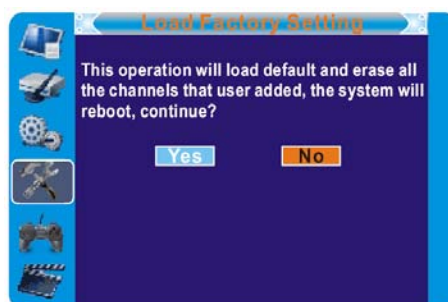 Load Factory Setting
This operation will load default and erase all
the channels that user added, the system will
reboot, continue?
Yes No